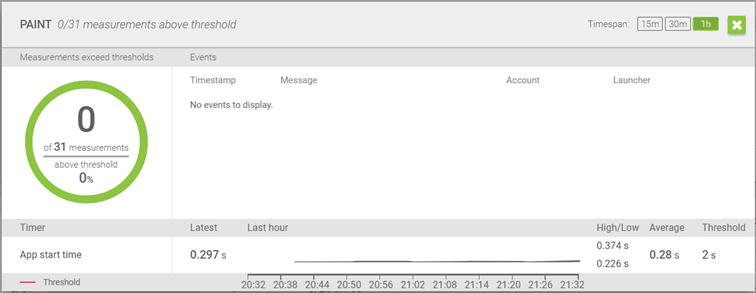 PAINT 0/31 measurements above threshold
Timespan: 15m 30m 1h
Measurements exceed thresholds
Events
Timestamp Message Account Launcher
No events to display.
0
of 31 measurements
above threshold
0%
Timer Latest Last hour High/Low Average Threshold
App start time 0.297 s 0.374 s 0.226 s 0.28 s 2 s
Threshold
20:32 20:38 20:44 20:50 20:56 21:02 21:08 21:14 21:20 21:26 21:32